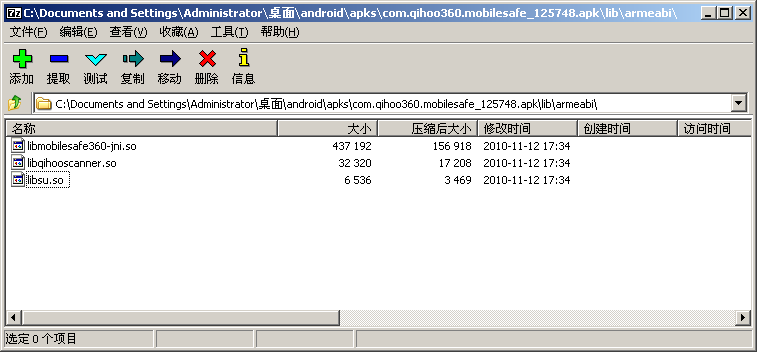 C:\Documents and Settings\Administrator\桌面\android\apks\com.qihoo360.mobilesafe_125748.apk\lib\armeabi\
文件(F) 编辑(E) 查看(V) 收藏(A) 工具(T) 帮助(H)
添加 提取 测试 复制 移动 删除 信息
C:\Documents and Settings\Administrator\桌面\android\apks\com.qihoo360.mobilesafe_125748.apk\lib\armeabi\
名称 大小 压缩后大小 修改时间 创建时间 访问时间
libmobilesafe360-jni.so 437 192 156 918 2010-11-12 17:34
libqihooscanner.so 32 320 17 208 2010-11-12 17:34
libsu.so 6 536 3 469 2010-11-12 17:34
选定 0 个项目